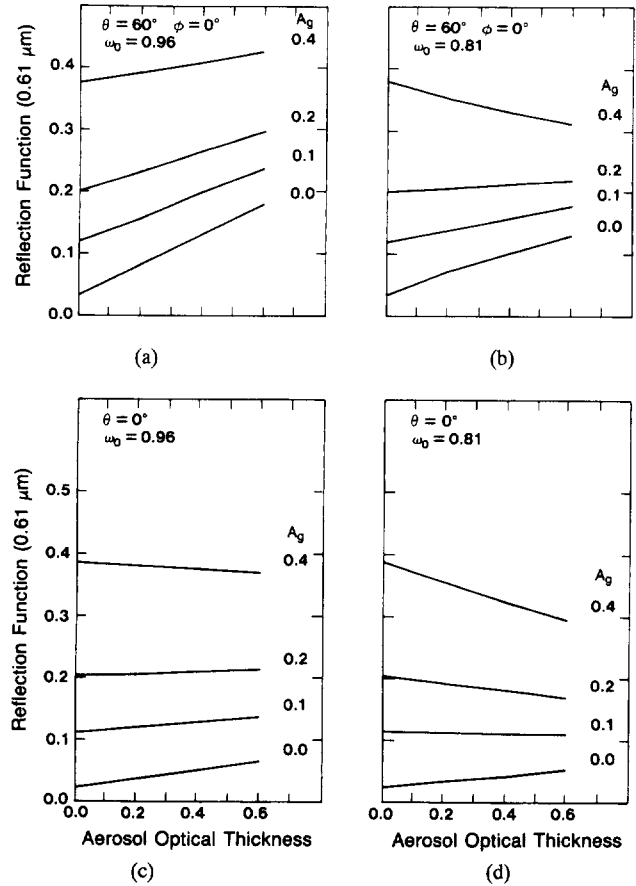 Reflection Function (0.61 μm)
θ = 60° φ = 0°
ω₀ = 0.96
A_g
0.4
0.2
0.1
0.0
0.4
0.3
0.2
0.1
0.0
(a)
θ = 60° φ = 0°
ω₀ = 0.81
A_g
0.4
0.2
0.1
0.0
(b)
Reflection Function (0.61 μm)
θ = 0°
ω₀ = 0.96
A_g
0.4
0.2
0.1
0.0
0.5
0.4
0.3
0.2
0.1
0.0
0.0 0.2 0.4 0.6 0.8
Aerosol Optical Thickness
(c)
θ = 0°
ω₀ = 0.81
A_g
0.4
0.2
0.1
0.0
0.0 0.2 0.4 0.6 0.8
Aerosol Optical Thickness
(d)